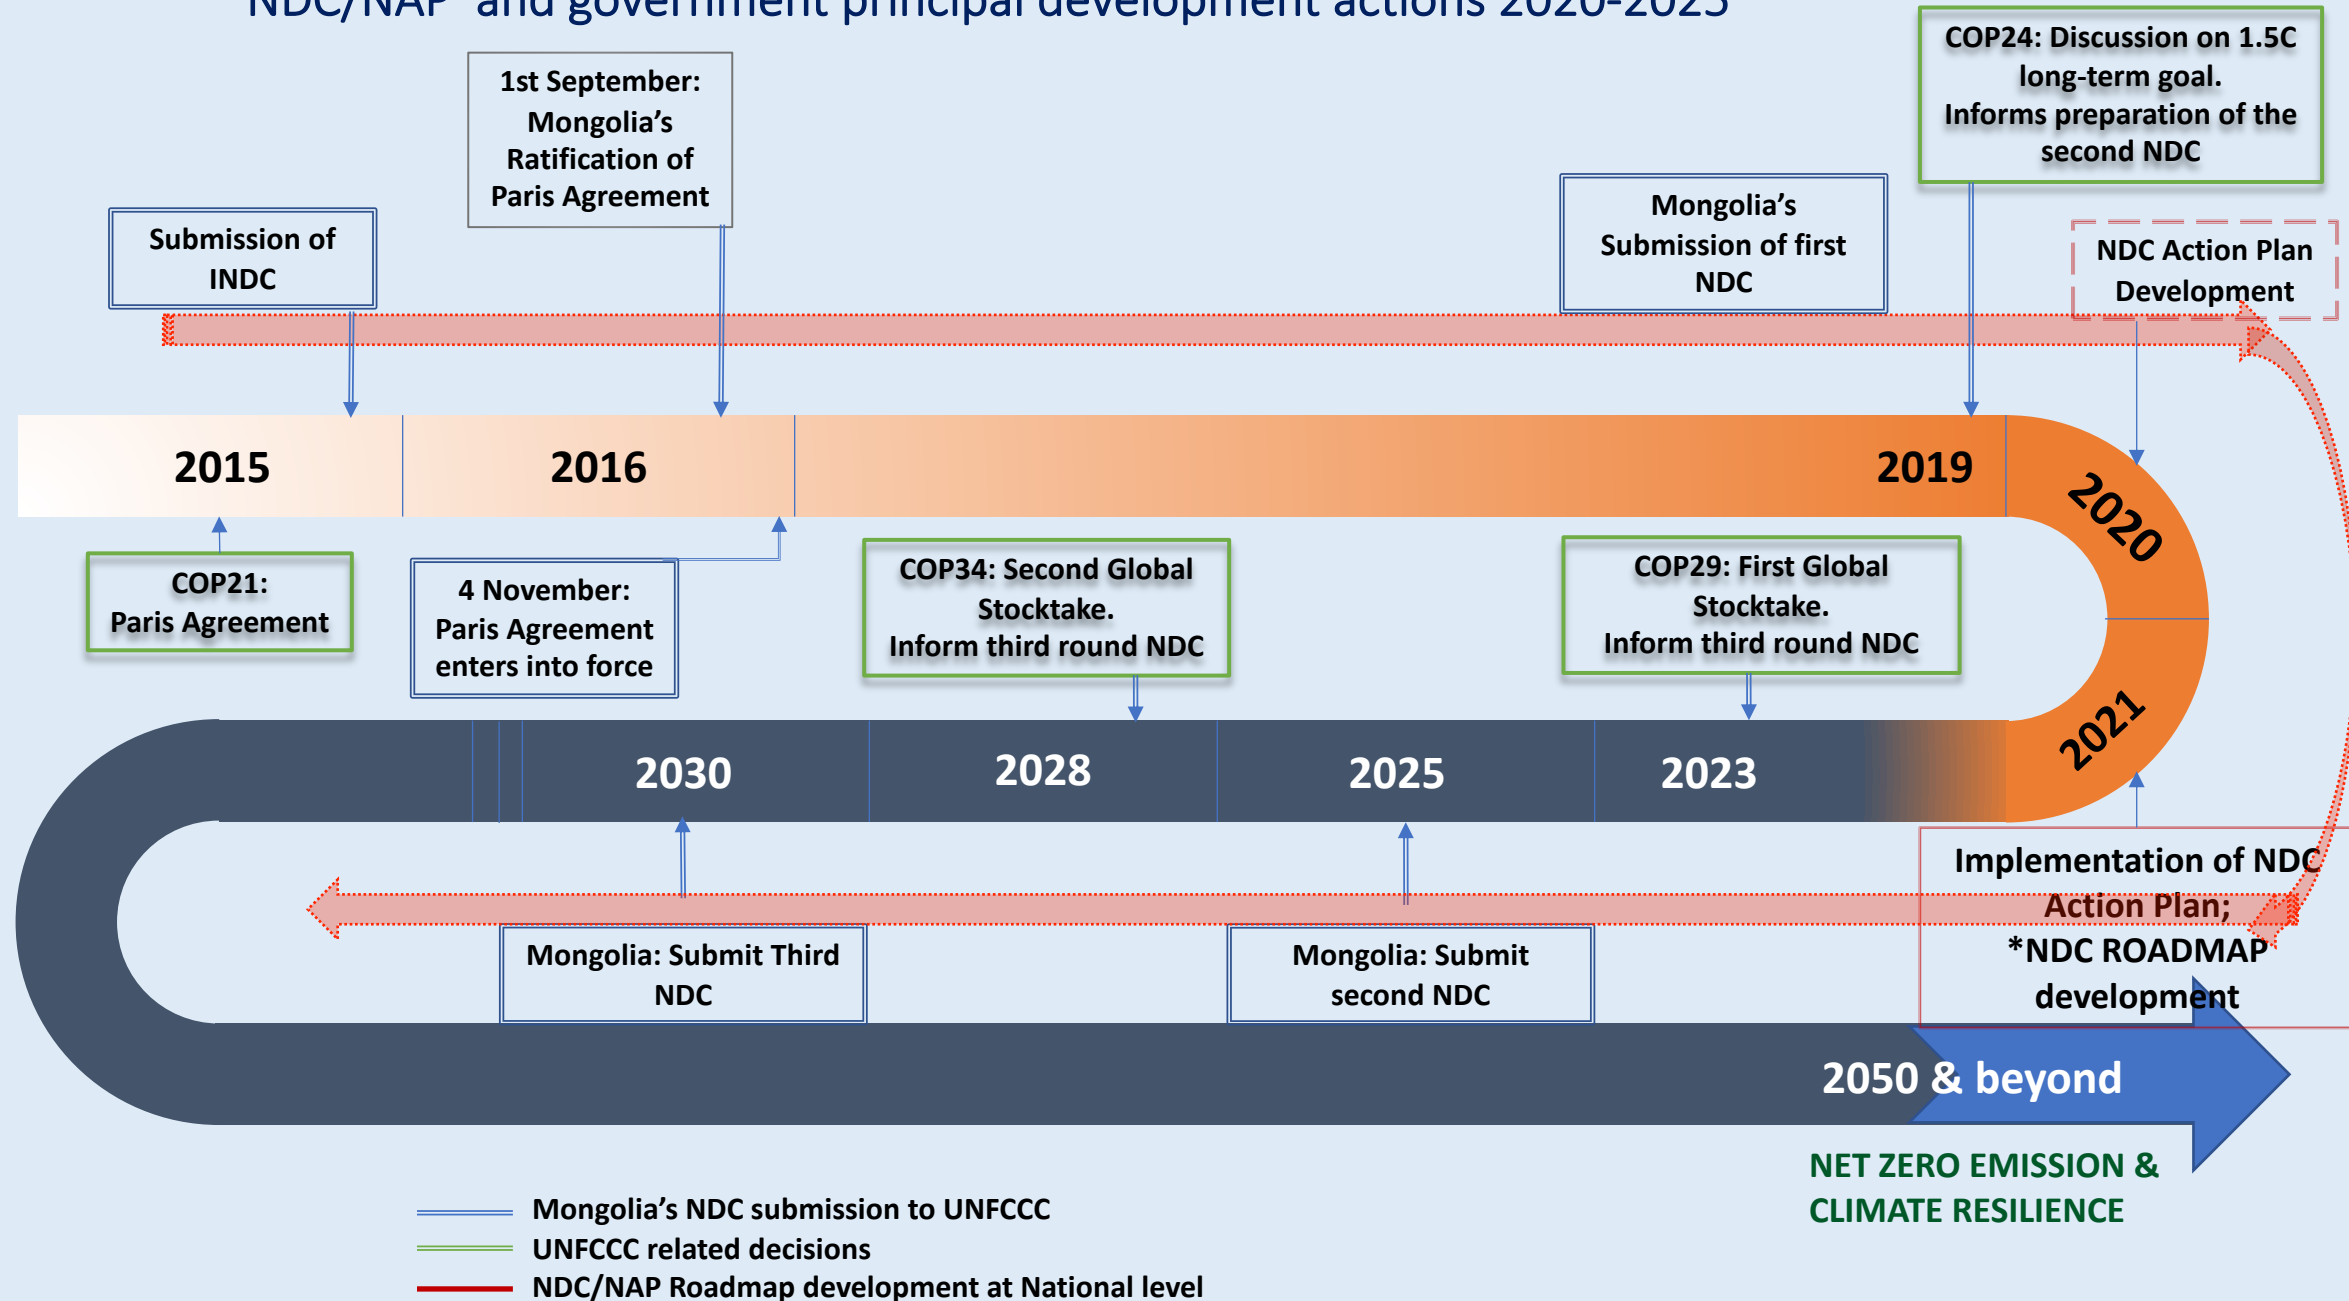 NDC/NAP and government principal development actions 2020-2025
COP24: Discussion on 1.5C
long-term goal.
Informs preparation of the
second NDC
1st September:
Mongolia's
Ratification of
Paris Agreement
Mongolia's
Submission of first
NDC
Submission of
INDC
NDC Action Plan
Development
2015
2016
2019
2020
COP21:
Paris Agreement
4 November:
Paris Agreement
enters into force
COP34: Second Global
Stocktake.
Inform third round NDC
COP29: First Global
Stocktake.
Inform third round NDC
2021
2030
2028
2025
2023
Implementation of NDC
Action Plan;
*NDC ROADMAP
development
Mongolia: Submit Third
NDC
Mongolia: Submit
second NDC
2050 & beyond
NET ZERO EMISSION &
CLIMATE RESILIENCE
Mongolia's NDC submission to UNFCCC
UNFCCC related decisions
NDC/NAP Roadmap development at National level